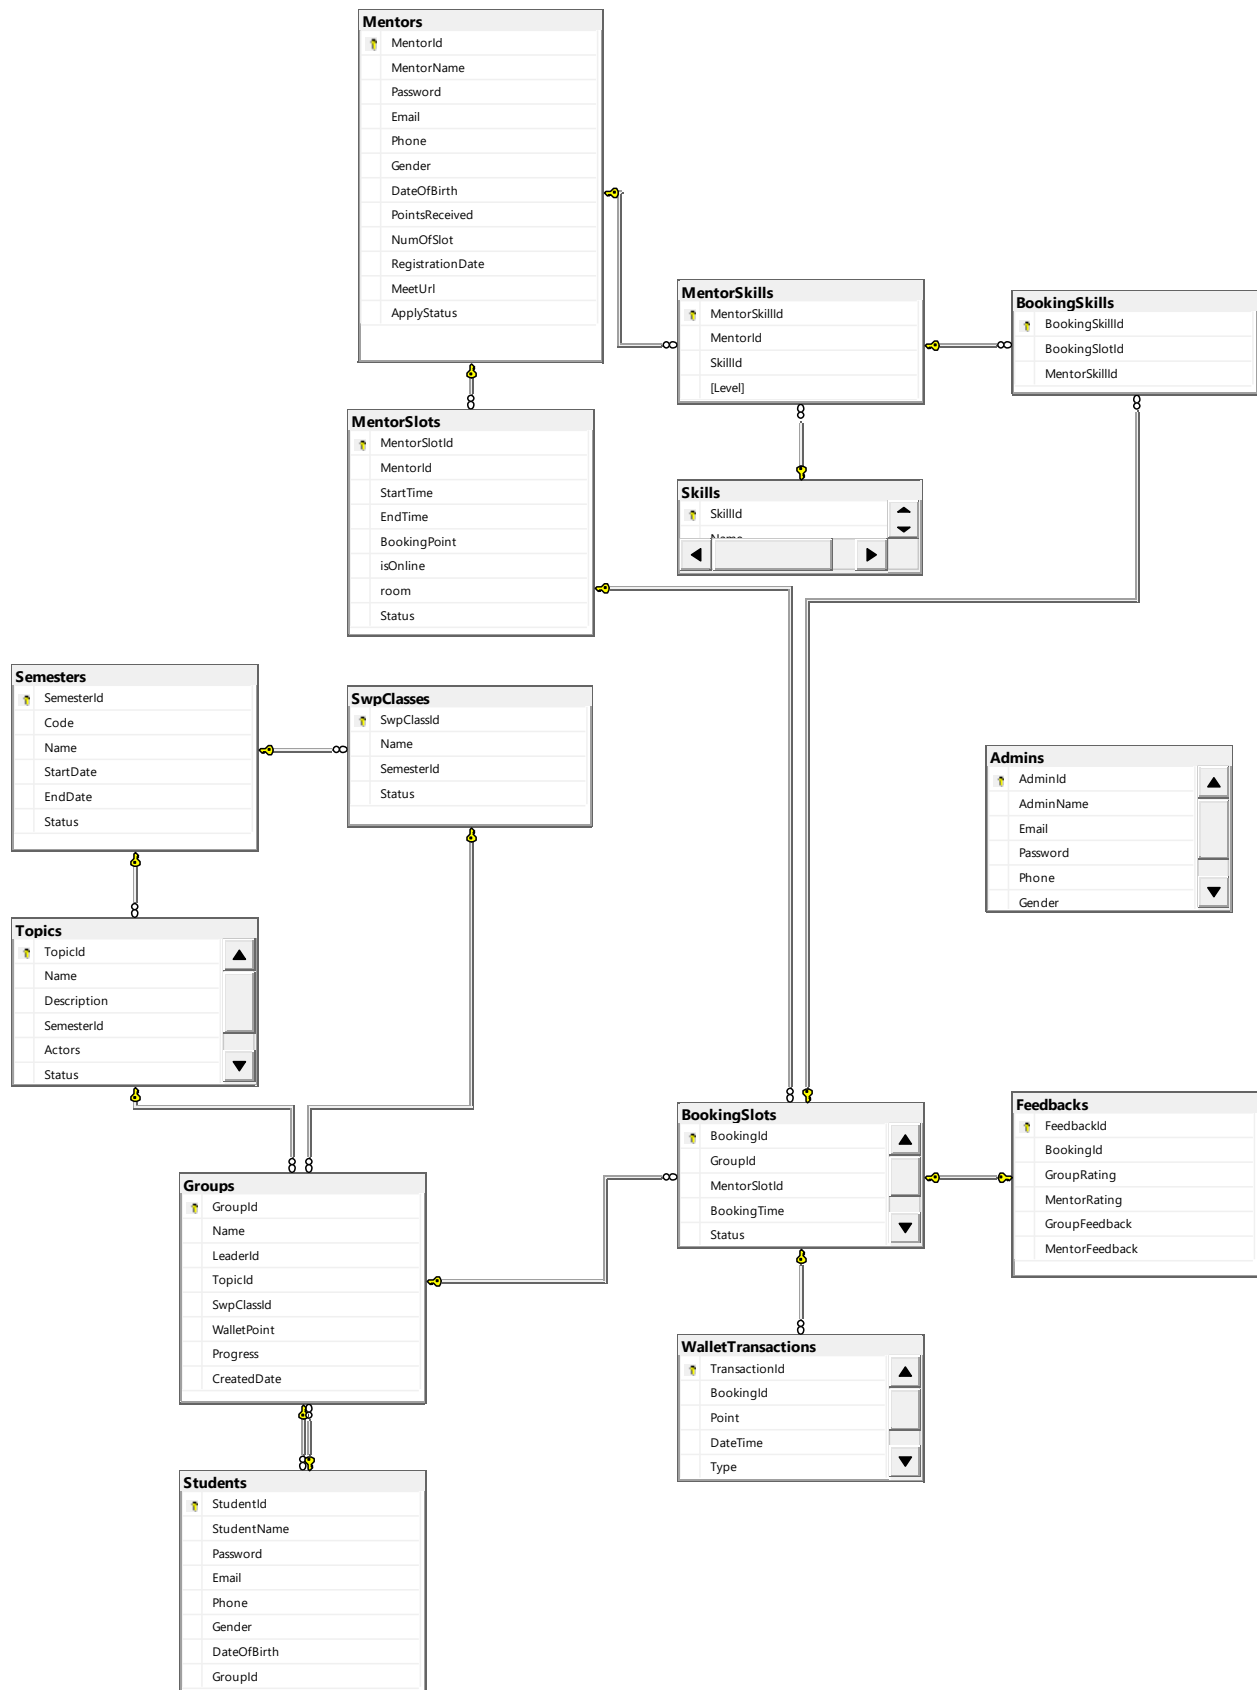 Mentors
MentorId
MentorName
Password
Email
Phone
Gender
DateOfBirth
PointsReceived
NumOfSlot
RegistrationDate
MeetUrl
ApplyStatus
MentorSkills
MentorSkillId
MentorId
SkillId
[Level]
BookingSkills
BookingSkillId
BookingSlotId
MentorSkillId
MentorSlots
MentorSlotId
MentorId
StartTime
EndTime
BookingPoint
isOnline
room
Status
Skills
SkillId
Name
Semesters
SemesterId
Code
Name
StartDate
EndDate
Status
SwpClasses
SwpClassId
Name
SemesterId
Status
Admins
AdminId
AdminName
Email
Password
Phone
Gender
Topics
TopicId
Name
Description
SemesterId
Actors
Status
BookingSlots
BookingId
GroupId
MentorSlotId
BookingTime
Status
Feedbacks
FeedbackId
BookingId
GroupRating
MentorRating
GroupFeedback
MentorFeedback
Groups
GroupId
Name
LeaderId
TopicId
SwpClassId
WalletPoint
Progress
CreatedDate
WalletTransactions
TransactionId
BookingId
Point
DateTime
Type
Students
StudentId
StudentName
Password
Email
Phone
Gender
DateOfBirth
GroupId